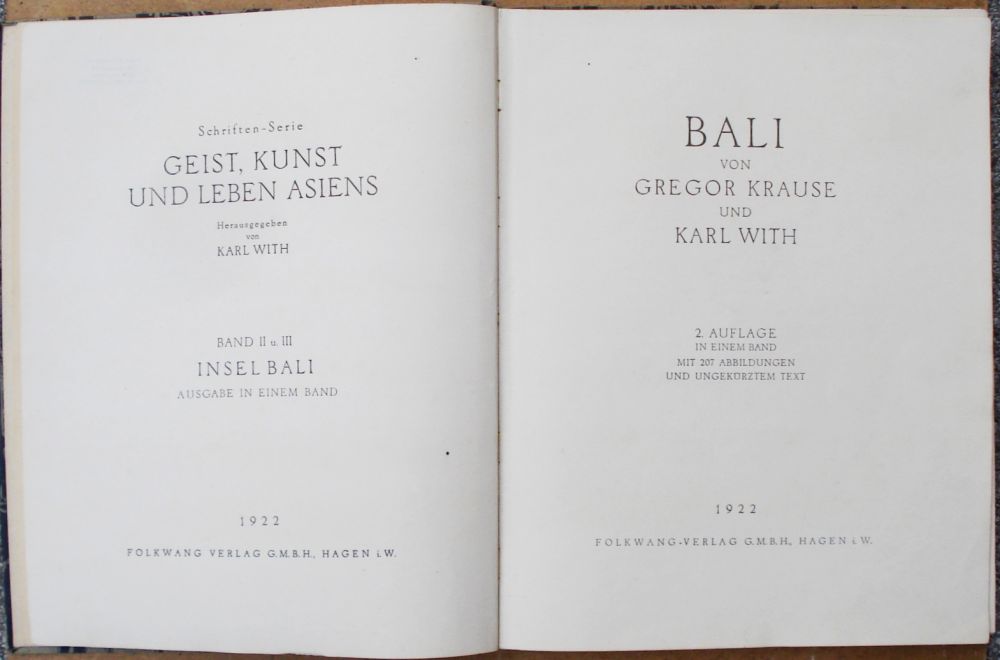 Schriften-Serie
GEIST, KUNST
UND LEBEN ASIENS
Herausgegeben
von
KARL WITH
BAND II u. III
INSEL BALI
AUSGABE IN EINEM BAND
1922
FOLKWANG VERLAG G.M.B.H., HAGEN i.W.
BALI
VON
GREGOR KRAUSE
UND
KARL WITH
2. AUFLAGE
IN EINEM BAND
MIT 207 ABBILDUNGEN
UND UNGEKÜRZTEM TEXT
1922
FOLKWANG-VERLAG G.M.B.H., HAGEN i.W.